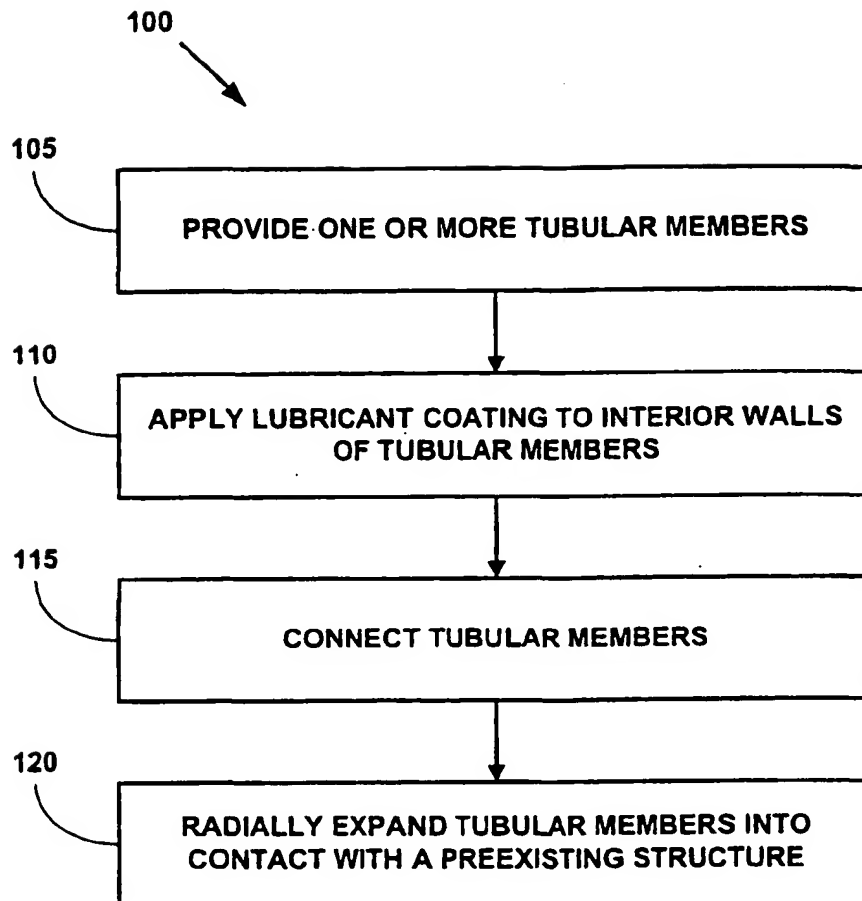 100
105
PROVIDE ONE OR MORE TUBULAR MEMBERS
110
APPLY LUBRICANT COATING TO INTERIOR WALLS
OF TUBULAR MEMBERS
115
CONNECT TUBULAR MEMBERS
120
RADIALLY EXPAND TUBULAR MEMBERS INTO
CONTACT WITH A PREEXISTING STRUCTURE